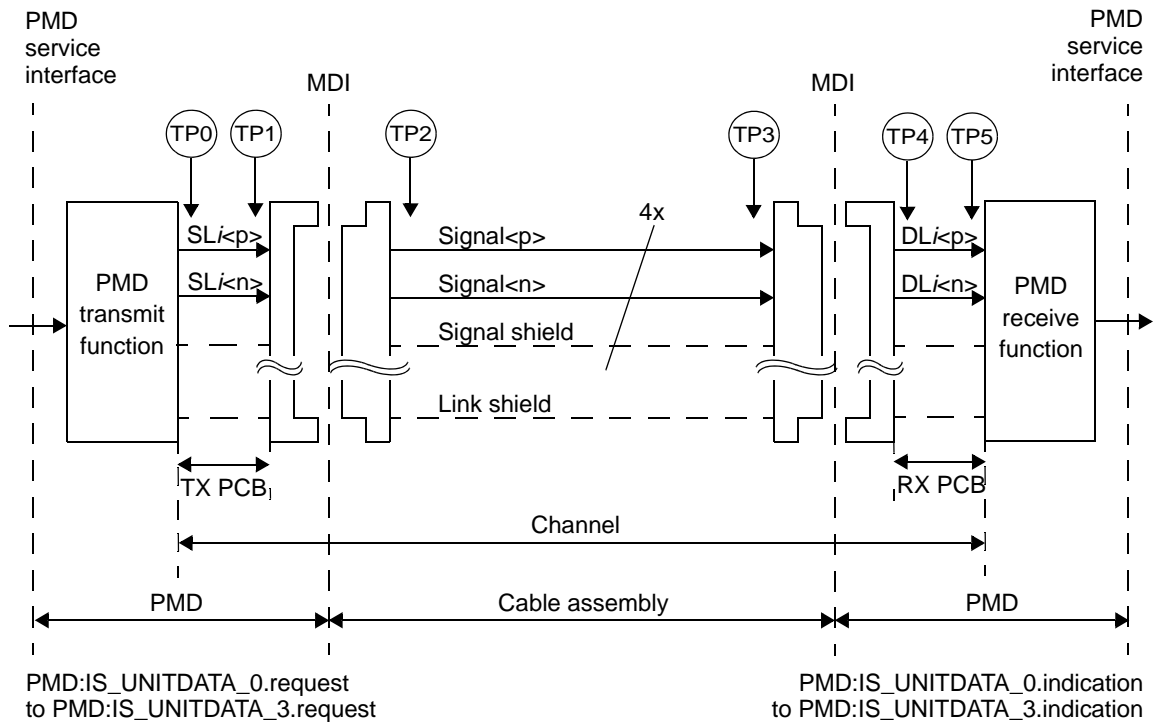 PMD
service
interface
PMD
service
interface
MDI
MDI
TP0
TP1
TP2
TP3
TP4
TP5
4x
SLi<p>
Signal<p>
DLi<p>
SLi<n>
Signal<n>
DLi<n>
PMD
transmit
function
PMD
receive
function
Signal shield
Link shield
TX PCB
RX PCB
Channel
PMD
Cable assembly
PMD
PMD:IS_UNITDATA_0.request
to PMD:IS_UNITDATA_3.request
PMD:IS_UNITDATA_0.indication
to PMD:IS_UNITDATA_3.indication